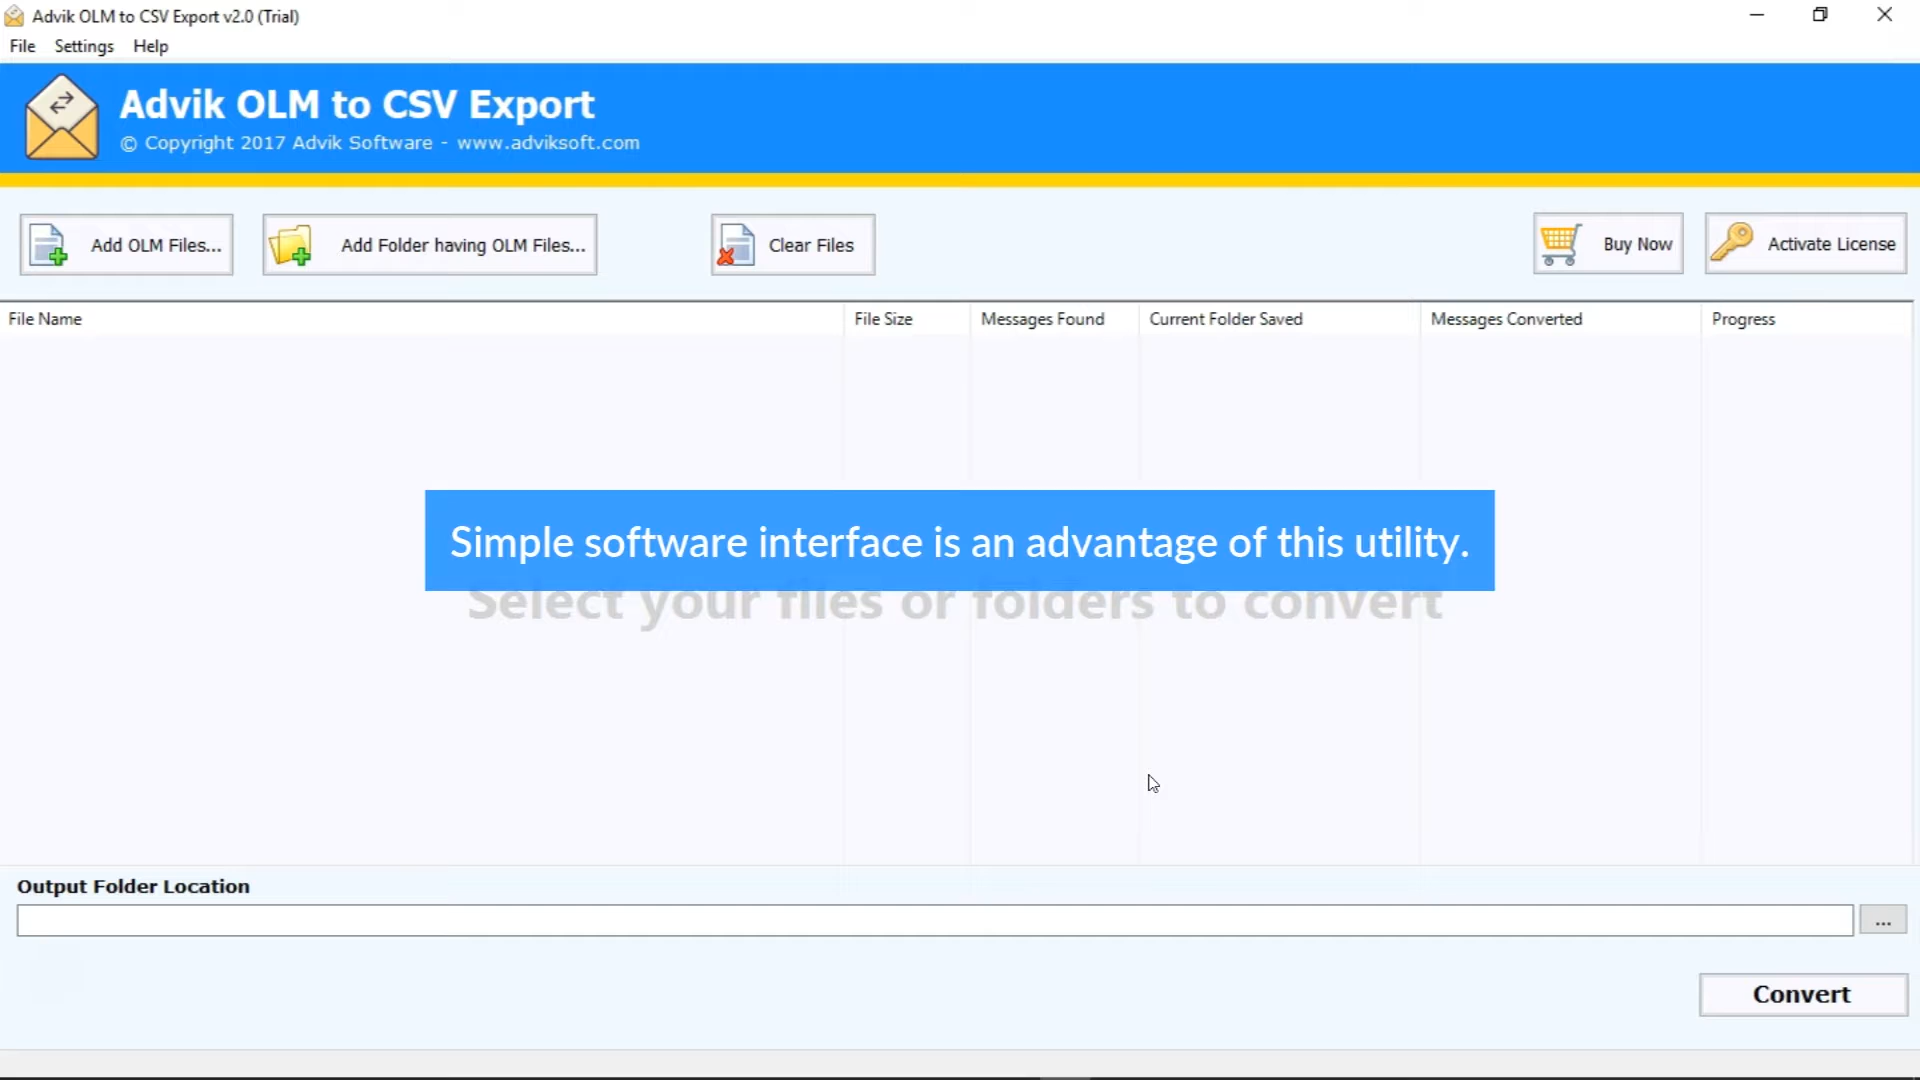 Advik OLM to CSV Export v2.0 (Trial)
File Settings Help
Advik OLM to CSV Export
© Copyright 2017 Advik Software - www.adviksoft.com
Add OLM Files... Add Folder having OLM Files... Clear Files Buy Now Activate License
File Name File Size Messages Found Current Folder Saved Messages Converted Progress
Simple software interface is an advantage of this utility.
Select your files or folders to convert
Output Folder Location
...
Convert